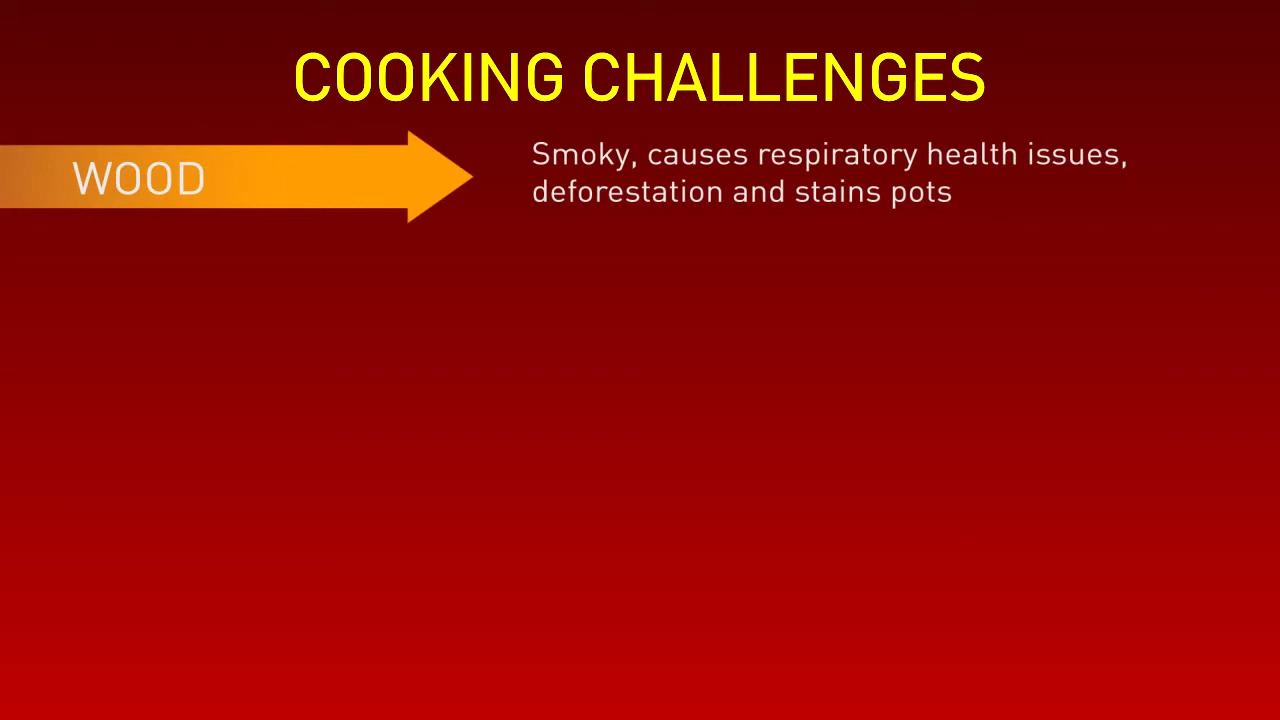 COOKING CHALLENGES
WOOD
Smoky, causes respiratory health issues,
deforestation and stains pots